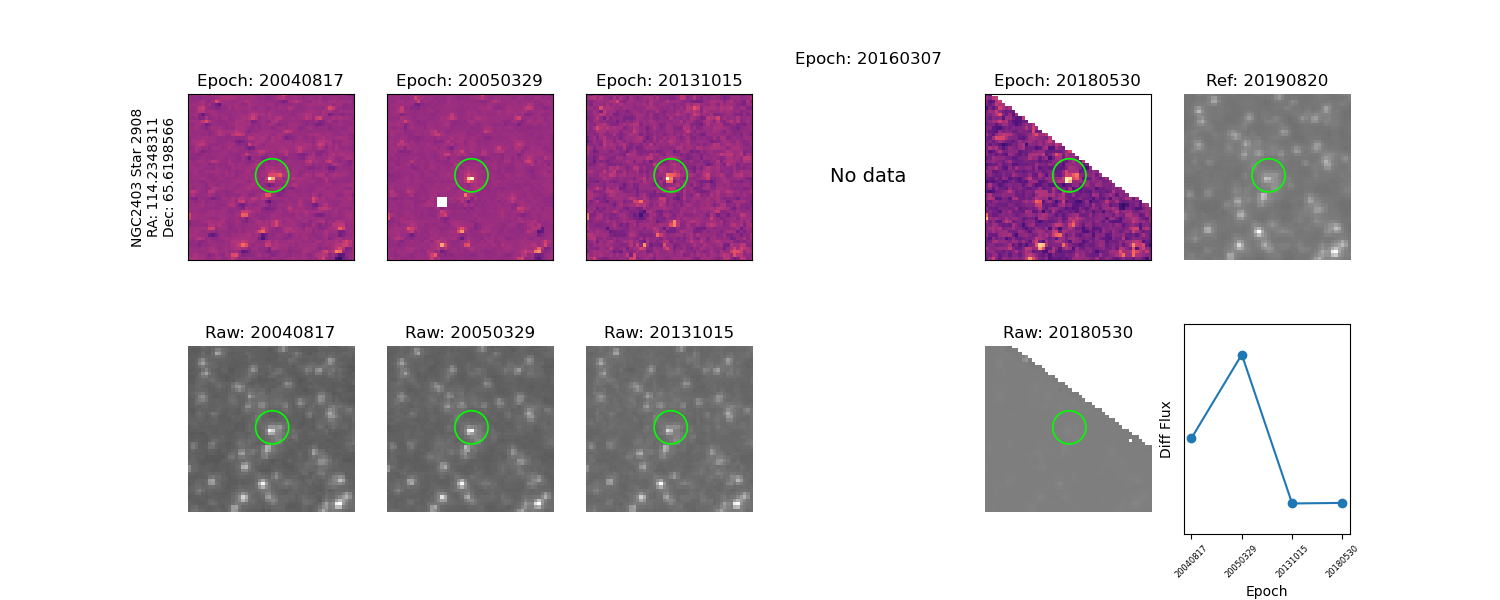 Epoch: 20160307
Epoch: 20040817
Epoch: 20050329
Epoch: 20131015
Epoch: 20180530
Ref: 20190820
NGC2403 Star 2908
RA: 114.2348311
Dec: 65.6198566
No data
Raw: 20040817
Raw: 20050329
Raw: 20131015
Raw: 20180530
Diff Flux
20040817
20050329
20131015
20180530
Epoch